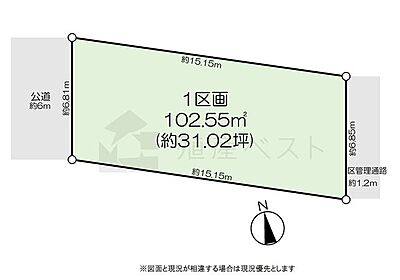 約15.15m
公道
約6m
約6.81m
1区画
102.55㎡
(約31.02坪)
約6.85m
区管理通路
約1.2m
約15.15m
N
※図面と現況が相違する場合は現況優先とします